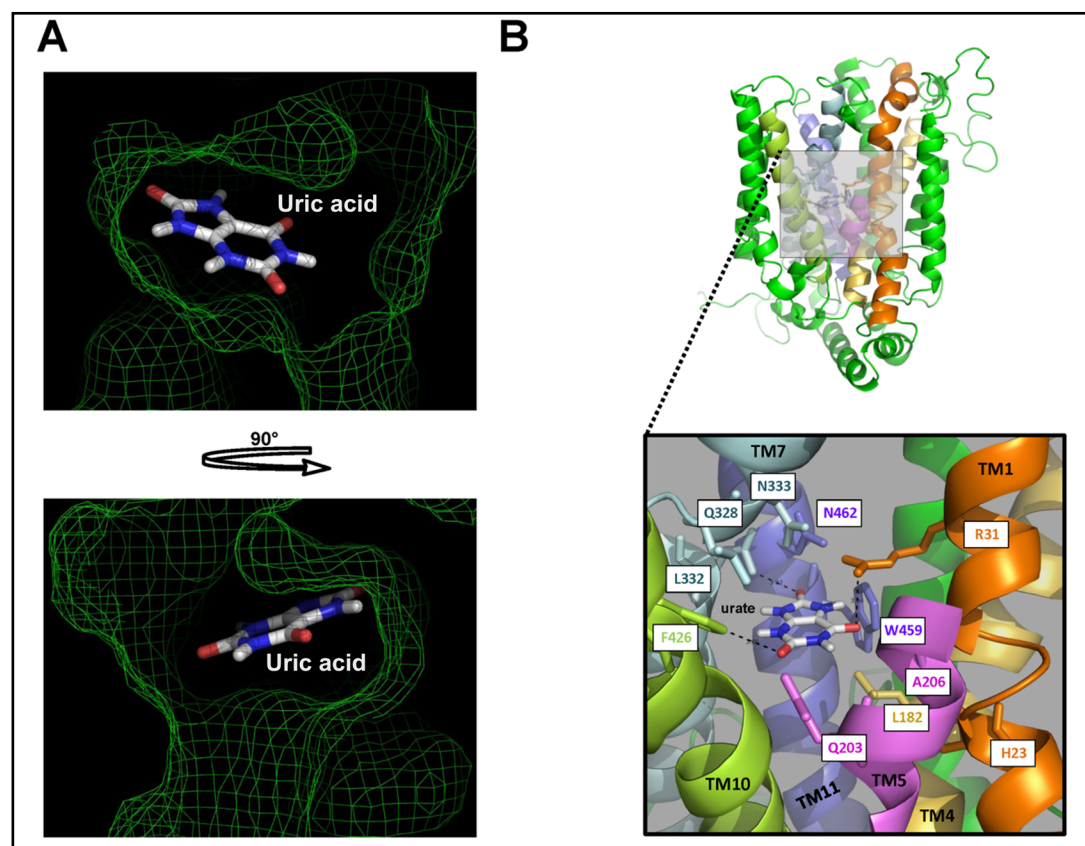 A
B
Uric acid
90°
Uric acid
TM7
TM1
N333
Q328
N462
R31
L332
urate
F426
W459
A206
L182
Q203
H23
TM10
TM11
TM5
TM4